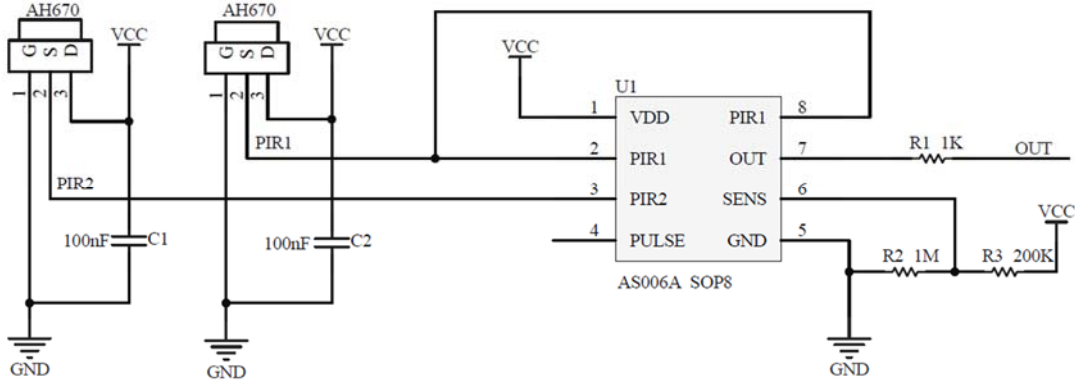 AH670
G S D
1 2 3
VCC
PIR2
100nF C1
GND
AH670
G S D
1 2 3
VCC
PIR1
100nF C2
GND
VCC
U1
1 VDD PIR1 8
2 PIR1 OUT 7
3 PIR2 SENS 6
4 PULSE GND 5
AS006A SOP8
R1 1K
OUT
VCC
R2 1M
R3 200K
GND